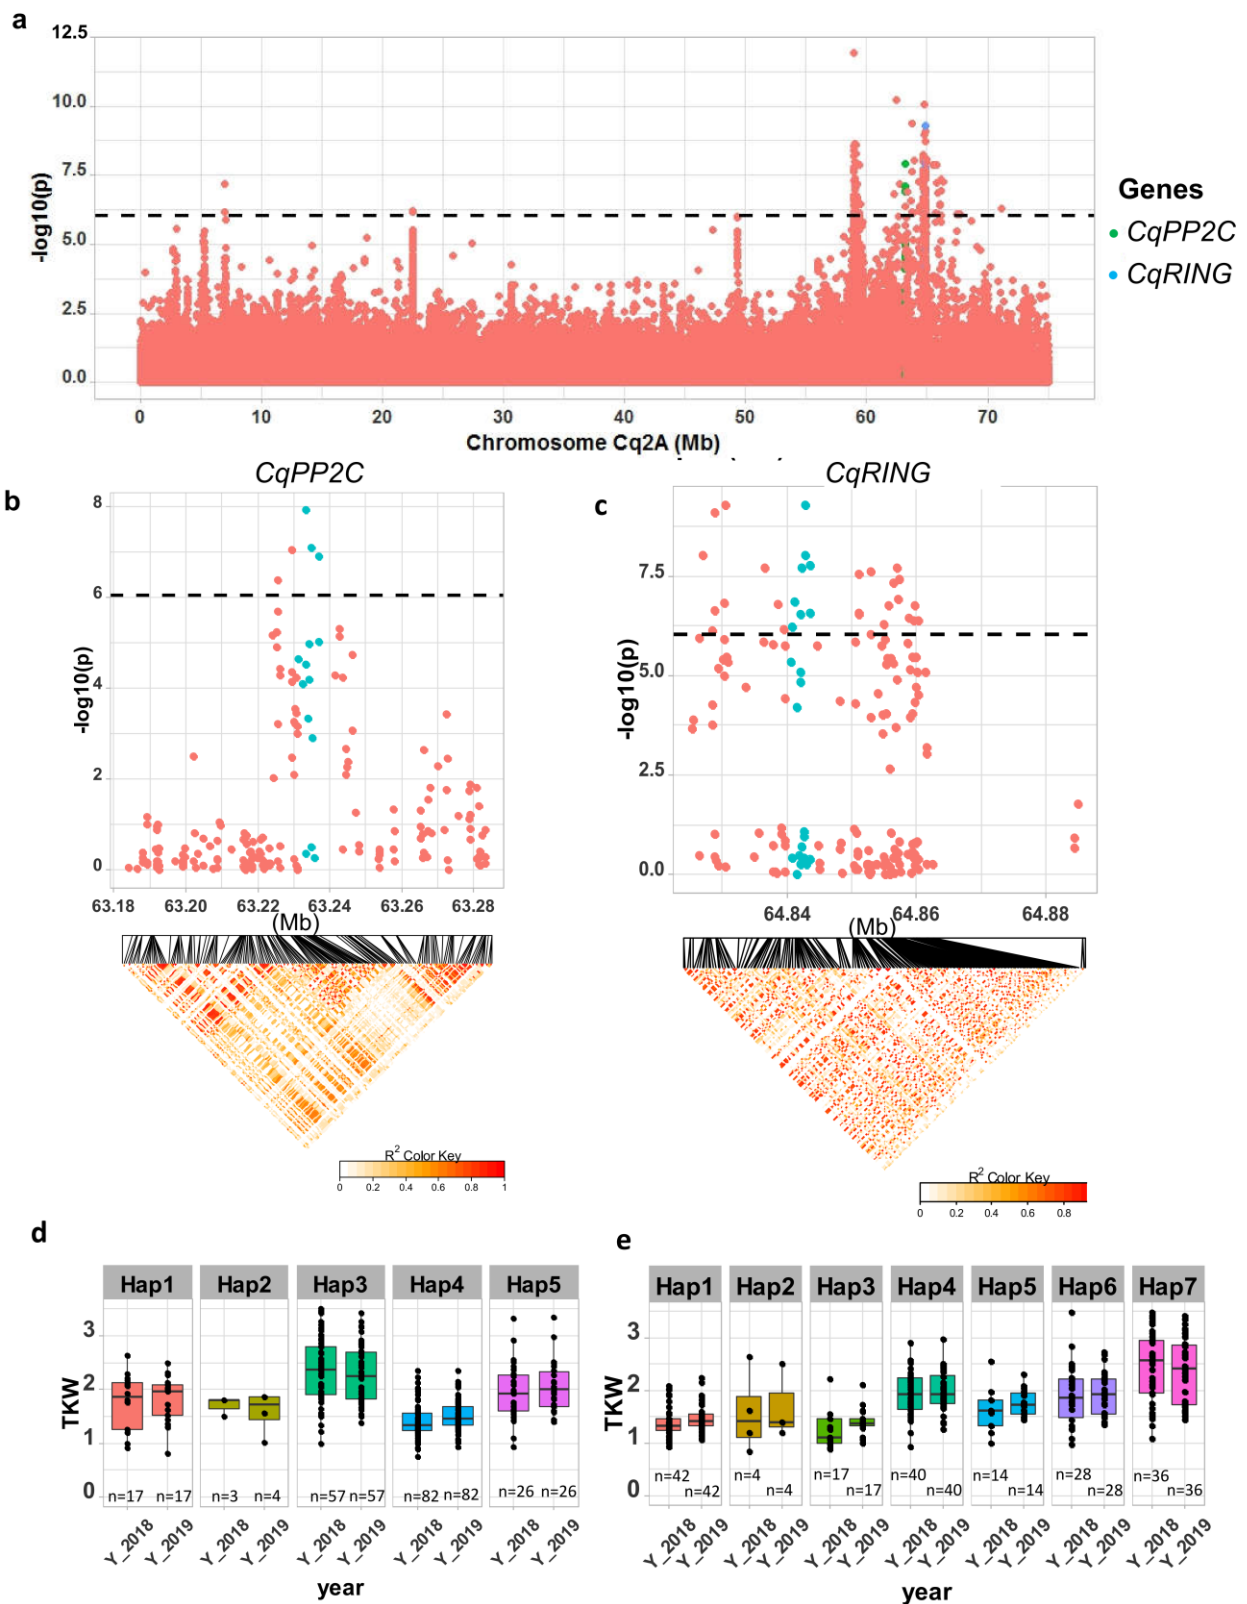 a
12.5
10.0
7.5
5.0
2.5
0.0
-log10(p)
0 10 20 30 40 50 60 70
Chromosome Cq2A (Mb)
Genes
CqPP2C
CqRING
b
CqPP2C
8
6
4
2
0
-log10(p)
63.18 63.20 63.22 63.24 63.26 63.28
(Mb)
R² Color Key
0 0.2 0.4 0.6 0.8 1
c
CqRING
7.5
5.0
2.5
0.0
-log10(p)
64.84 64.86 64.88
(Mb)
R² Color Key
0 0.2 0.4 0.6 0.8
d
Hap1 Hap2 Hap3 Hap4 Hap5
3
2
1
0
TKW
n=17 n=17 n=3 n=4 n=57 n=57 n=82 n=82 n=26 n=26
Y_2018 Y_2019 Y_2018 Y_2019 Y_2018 Y_2019 Y_2018 Y_2019 Y_2018 Y_2019
year
e
Hap1 Hap2 Hap3 Hap4 Hap5 Hap6 Hap7
3
2
1
0
TKW
n=42 n=4 n=17 n=40 n=14 n=28 n=36
n=42 n=4 n=17 n=40 n=14 n=28 n=36
Y_2018 Y_2019 Y_2018 Y_2019 Y_2018 Y_2019 Y_2018 Y_2019 Y_2018 Y_2019 Y_2018 Y_2019 Y_2018 Y_2019
year